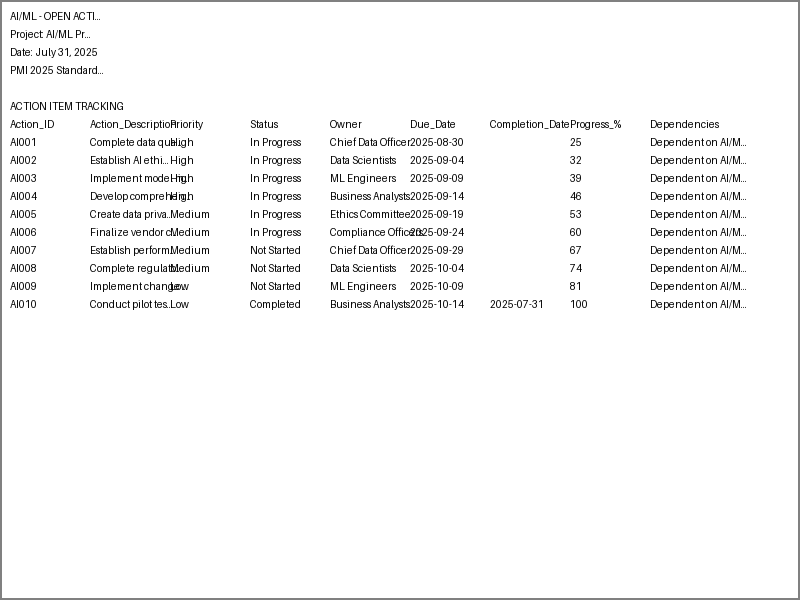 AI/ML - OPEN ACTI...
Project: AI/ML Pr...
Date: July 31, 2025
PMI 2025 Standard...
ACTION ITEM TRACKING
Action_ID Action_Description Priority Status Owner Due_Date Completion_Date Progress_% Dependencies
AI001 Complete data qua... High In Progress Chief Data Officer 2025-08-30 25 Dependent on AI/M...
AI002 Establish AI ethi... High In Progress Data Scientists 2025-09-04 32 Dependent on AI/M...
AI003 Implement model High In Progress ML Engineers 2025-09-09 39 Dependent on AI/M...
AI004 Develop High In Progress Business Analysts 2025-09-14 46 Dependent on AI/M...
AI005 Create data priva... Medium In Progress Ethics Committee 2025-09-19 53 Dependent on AI/M...
AI006 Finalize vendor Medium In Progress Compliance Officers 2025-09-24 60 Dependent on AI/M...
AI007 Establish perform... Medium Not Started Chief Data Officer 2025-09-29 67 Dependent on AI/M...
AI008 Complete regulat... Medium Not Started Data Scientists 2025-10-04 74 Dependent on AI/M...
AI009 Implement Low Not Started ML Engineers 2025-10-09 81 Dependent on AI/M...
AI010 Conduct pilot tes... Low Completed Business Analysts 2025-10-14 2025-07-31 100 Dependent on AI/M...